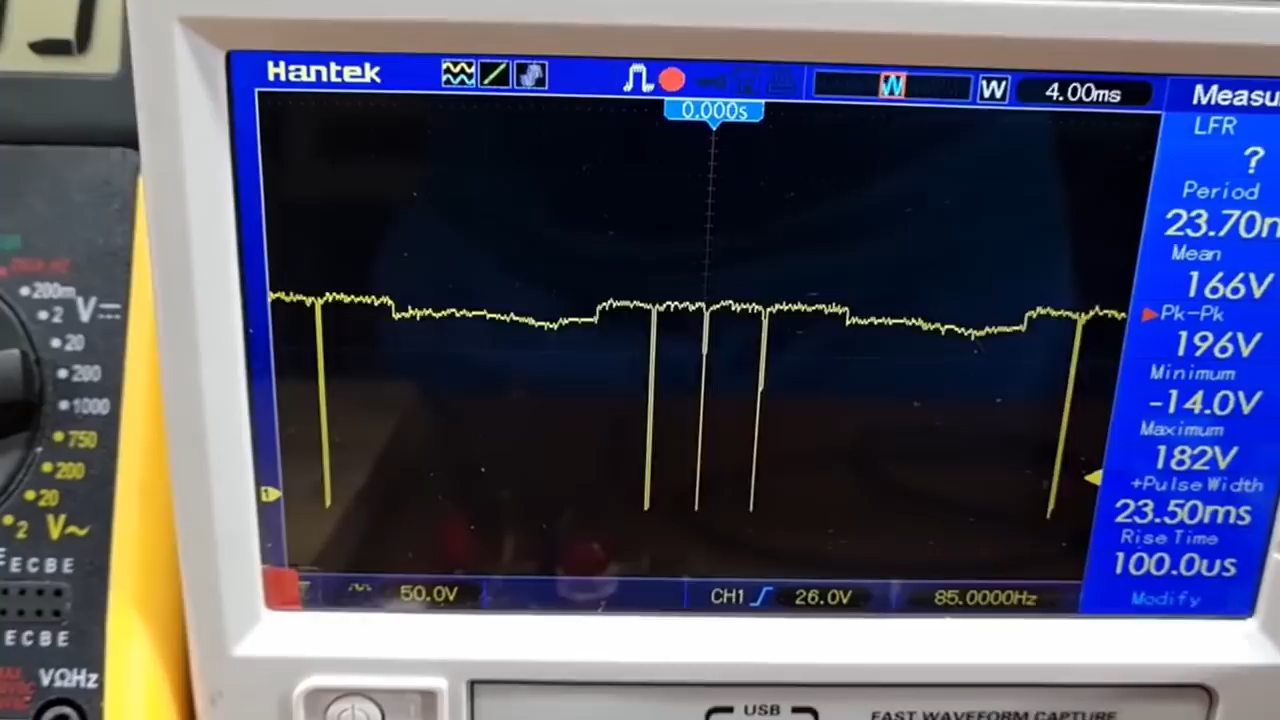 Hantek
W
W
4.00ms
Measu
0.000s
LFR
?
Period
23.70
Mean
166V
Pk-Pk
196V
Minimum
-14.0V
Maximum
182V
+Pulse Width
23.50ms
Rise Time
100.0us
Modify
1
50.0V
CH1
26.0V
85.0000Hz
200m
V
2
20
200
1000
750
200
20
2
V~
ECBE
ECBE
VΩHz
USB
FAST WAVEFORM CAPTURE